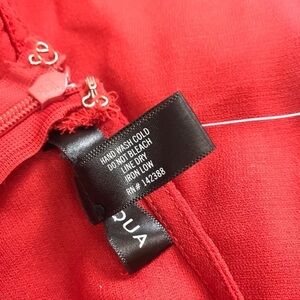 HAND WASH COLD
DO NOT BLEACH
LINE DRY
IRON LOW
RN# 142388
QUA